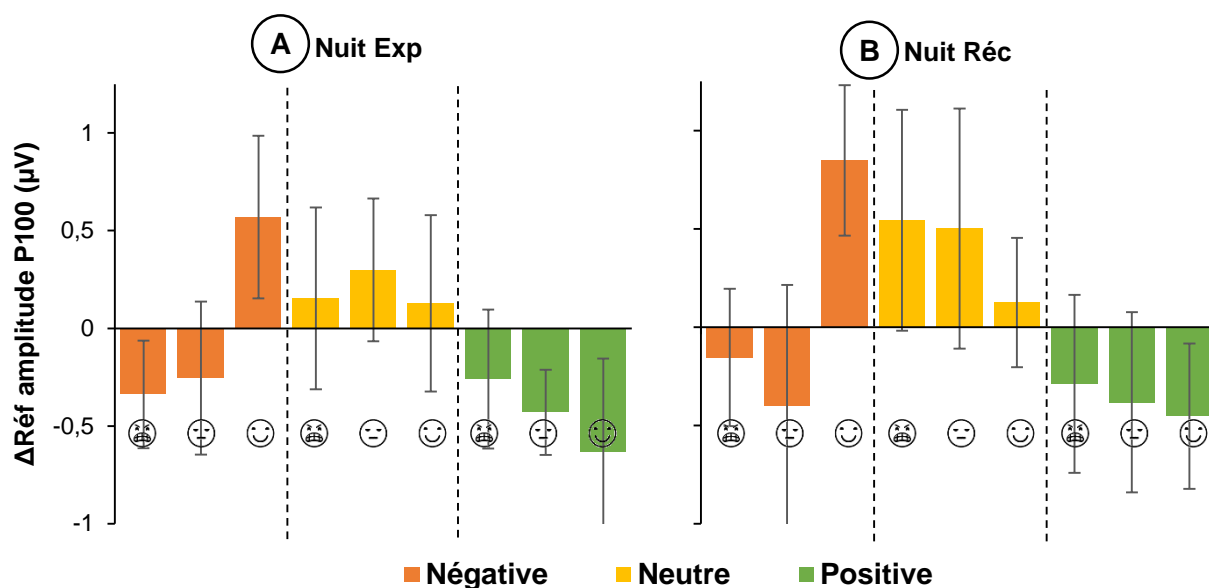 A Nuit Exp
B Nuit Réc
ΔRéf amplitude P100 (µV)
1
0,5
0
-0,5
-1
Négative
Neutre
Positive